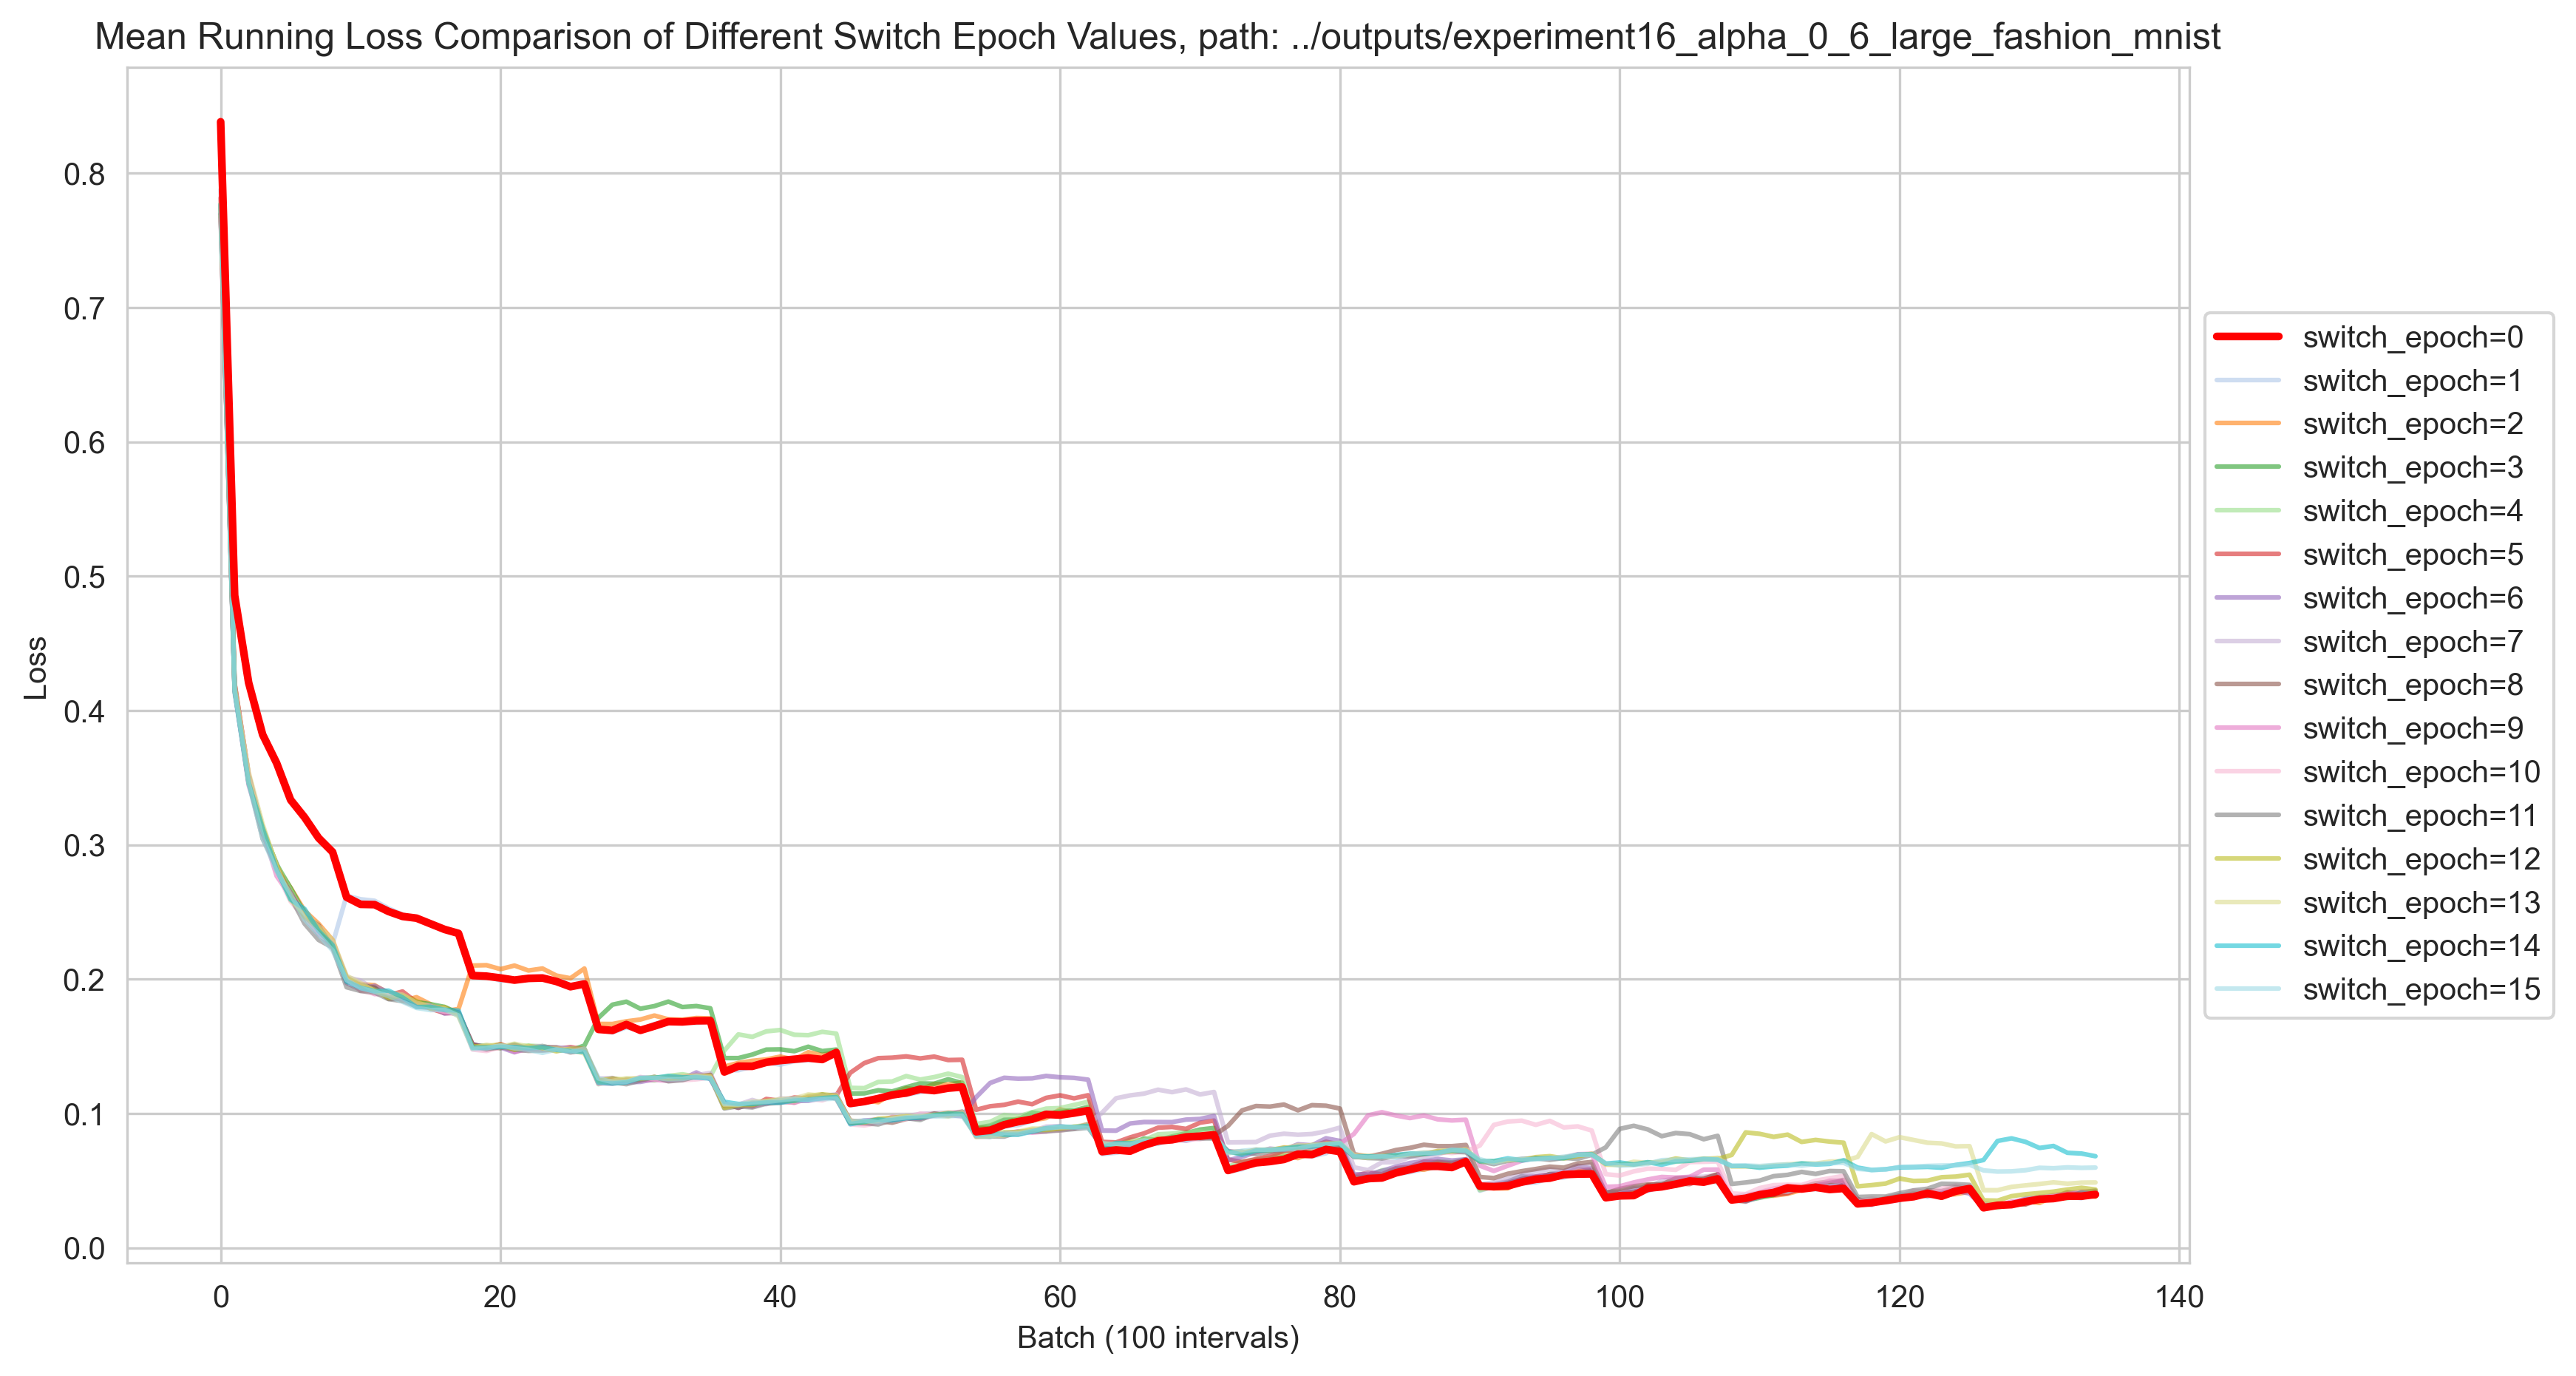 Mean Running Loss Comparison of Different Switch Epoch Values, path: ../outputs/experiment16_alpha_0_6_large_fashion_mnist
Loss
0.8
0.7
0.6
0.5
0.4
0.3
0.2
0.1
0.0
0
20
40
60
80
100
120
140
Batch (100 intervals)
switch_epoch=0
switch_epoch=1
switch_epoch=2
switch_epoch=3
switch_epoch=4
switch_epoch=5
switch_epoch=6
switch_epoch=7
switch_epoch=8
switch_epoch=9
switch_epoch=10
switch_epoch=11
switch_epoch=12
switch_epoch=13
switch_epoch=14
switch_epoch=15